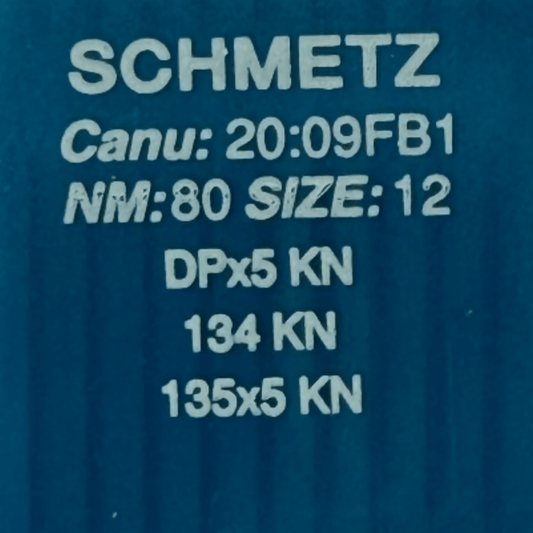 SCHMETZ
Canu: 20:09FB1
NM: 80 SIZE: 12
DPx5 KN
134 KN
135x5 KN